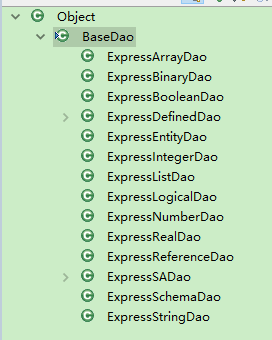 Object
BaseDao
ExpressArrayDao
ExpressBinaryDao
ExpressBooleanDao
ExpressDefinedDao
ExpressEntityDao
ExpressIntegerDao
ExpressListDao
ExpressLogicalDao
ExpressNumberDao
ExpressRealDao
ExpressReferenceDao
ExpressSADao
ExpressSchemaDao
ExpressStringDao